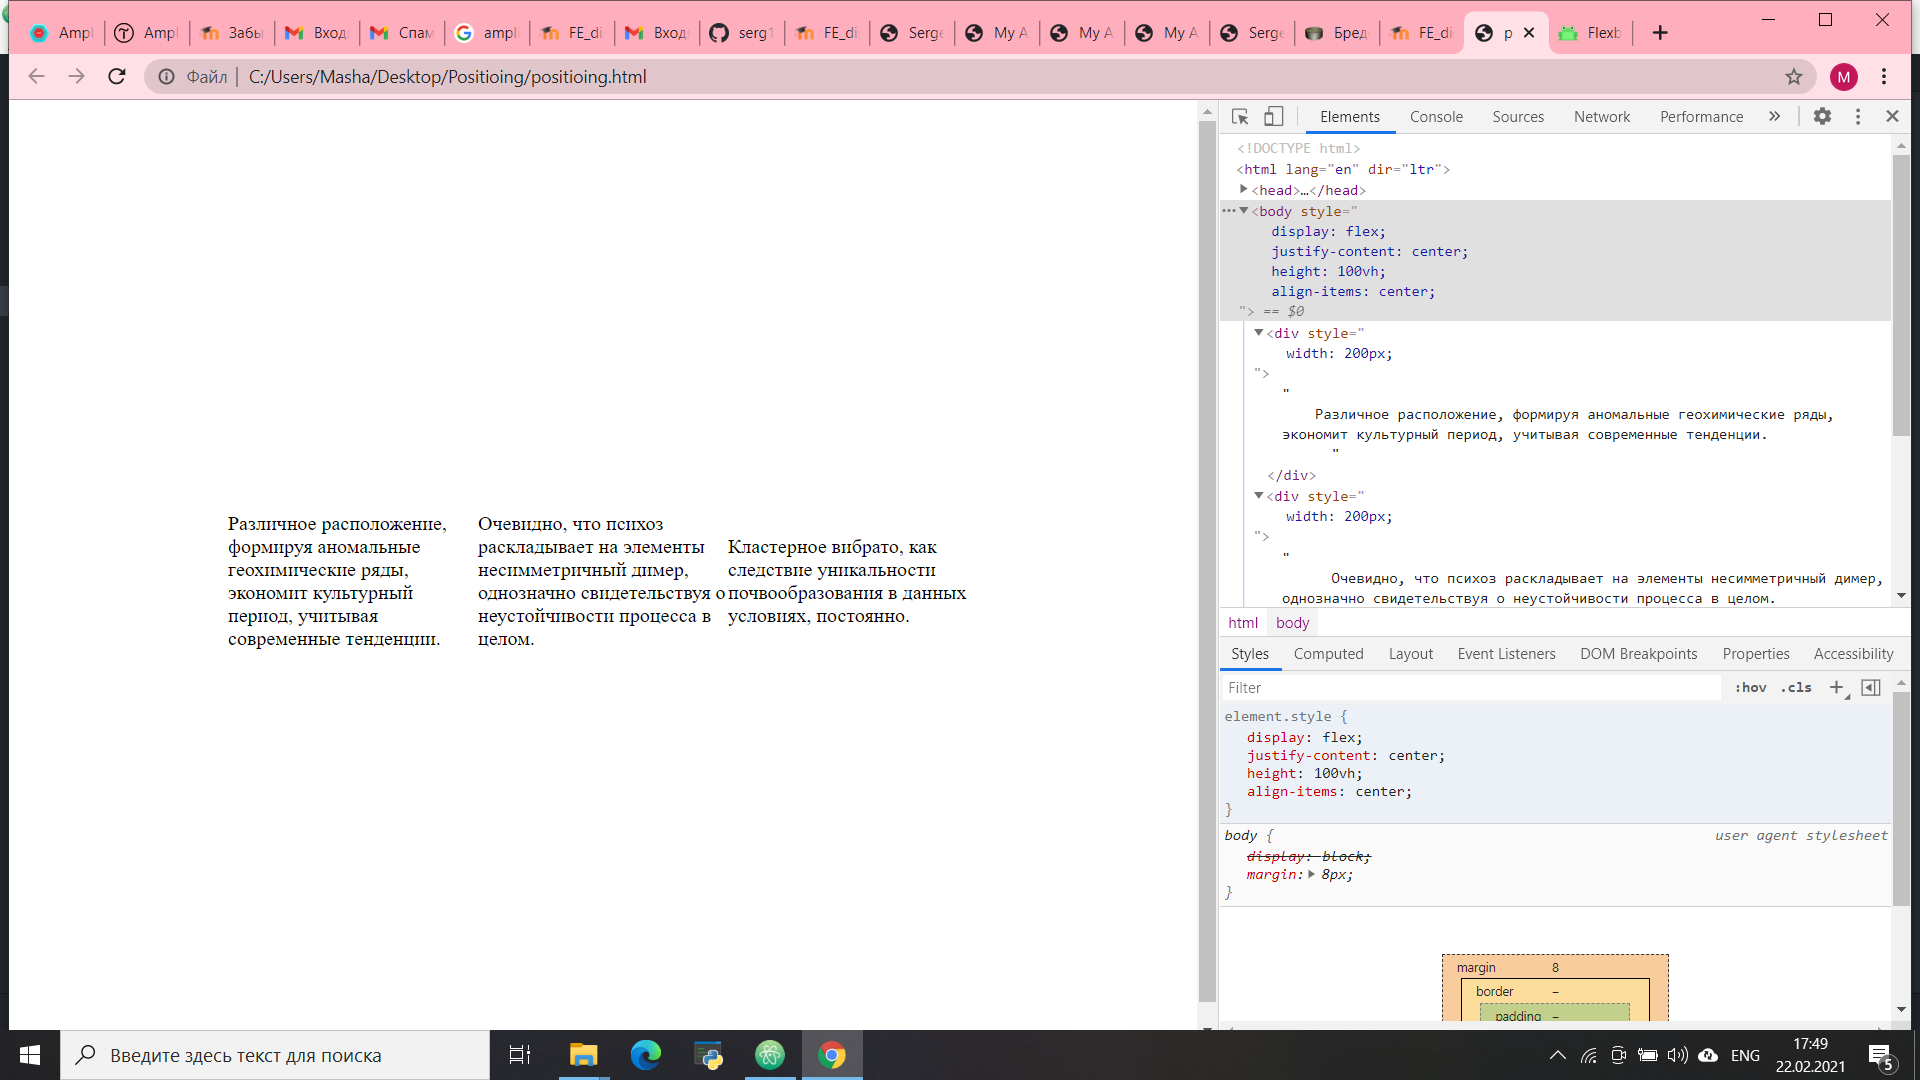 Ampl
Ampl
Забы
Вход
Спам
ampli
FE_di
Вход
serg1
FE_di
Serge
My A
My A
My A
Serge
Бред
FE_di
p
Flexb
Файл
C:/Users/Masha/Desktop/Positioing/positioing.html
M
Elements Console Sources Network Performance
<!DOCTYPE html>
<html lang="en" dir="ltr">
<head>…</head>
<body style="
display: flex;
justify-content: center;
height: 100vh;
align-items: center;
"> == $0
<div style="
width: 200px;
">
"
Различное расположение, формируя аномальные геохимические ряды,
экономит культурный период, учитывая современные тенденции.
"
</div>
<div style="
width: 200px;
">
"
Очевидно, что психоз раскладывает на элементы несимметричный димер,
однозначно свидетельствуя о неустойчивости процесса в целом.
html body
Styles Computed Layout Event Listeners DOM Breakpoints Properties Accessibility
Filter
:hov .cls
element.style {
display: flex;
justify-content: center;
height: 100vh;
align-items: center;
}
body {
user agent stylesheet
display: block;
margin: 8px;
}
margin 8
border –
padding –
Различное расположение,
формируя аномальные
геохимические ряды,
экономит культурный
период, учитывая
современные тенденции.
Очевидно, что психоз
раскладывает на элементы
несимметричный димер,
однозначно свидетельствуя о
неустойчивости процесса в
целом.
Кластерное вибрато, как
следствие уникальности
почвообразования в данных
условиях, постоянно.
Введите здесь текст для поиска
ENG
17:49
22.02.2021
5